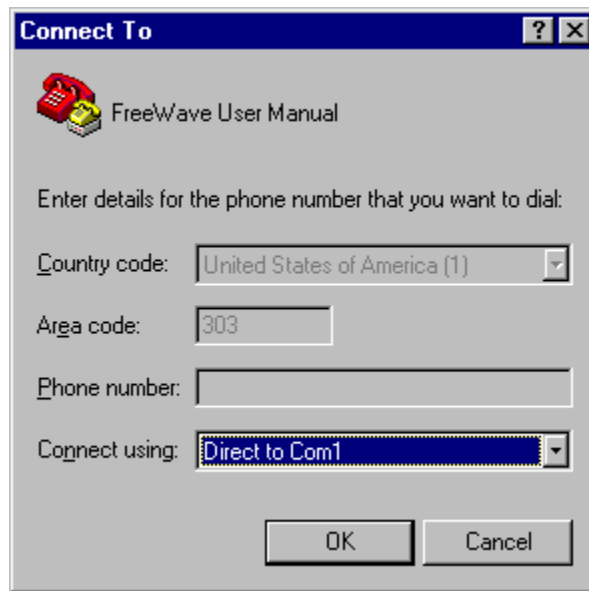 Connect To
FreeWave User Manual
Enter details for the phone number that you want to dial:
Country code: United States of America (1)
Area code: 303
Phone number:
Connect using: Direct to Com1
OK Cancel